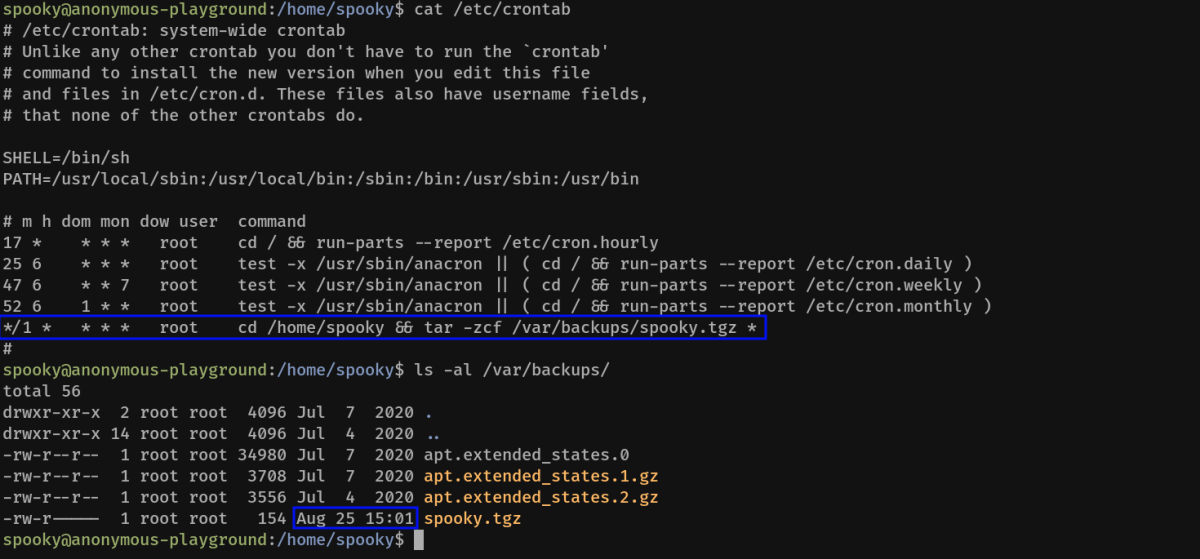 spooky@anonymous-playground:/home/spooky$ cat /etc/crontab
# /etc/crontab: system-wide crontab
# Unlike any other crontab you don't have to run the `crontab'
# command to install the new version when you edit this file
# and files in /etc/cron.d. These files also have username fields,
# that none of the other crontabs do.

SHELL=/bin/sh
PATH=/usr/local/sbin:/usr/local/bin:/sbin:/bin:/usr/sbin:/usr/bin

# m h dom mon dow user  command
17 *    * * *   root    cd / && run-parts --report /etc/cron.hourly
25 6    * * *   root    test -x /usr/sbin/anacron || ( cd / && run-parts --report /etc/cron.daily )
47 6    * * 7   root    test -x /usr/sbin/anacron || ( cd / && run-parts --report /etc/cron.weekly )
52 6    1 * *   root    test -x /usr/sbin/anacron || ( cd / && run-parts --report /etc/cron.monthly )
*/1 *   * * *   root    cd /home/spooky && tar -zcf /var/backups/spooky.tgz *
#
spooky@anonymous-playground:/home/spooky$ ls -al /var/backups/
total 56
drwxr-xr-x  2 root root  4096 Jul  7  2020 .
drwxr-xr-x 14 root root  4096 Jul  4  2020 ..
-rw-r--r--  1 root root 34980 Jul  7  2020 apt.extended_states.0
-rw-r--r--  1 root root  3708 Jul  7  2020 apt.extended_states.1.gz
-rw-r--r--  1 root root  3556 Jul  4  2020 apt.extended_states.2.gz
-rw-r-----  1 root root   154 Aug 25 15:01 spooky.tgz
spooky@anonymous-playground:/home/spooky$